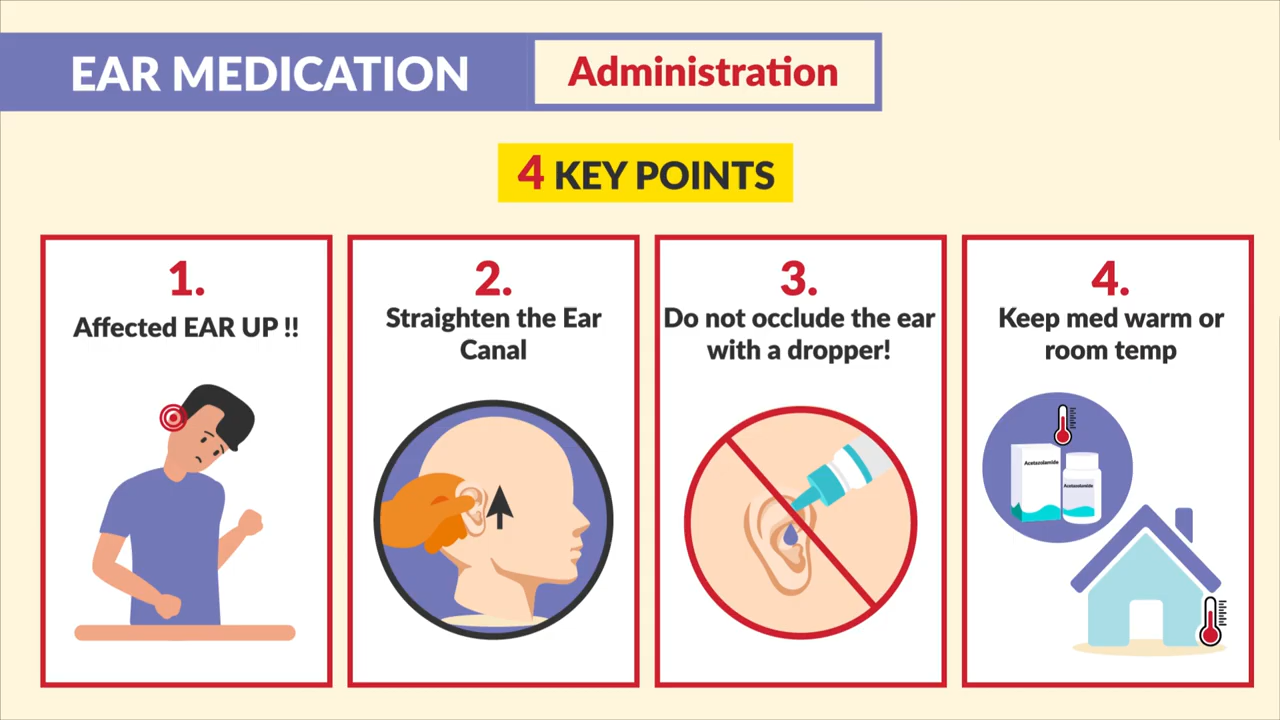 EAR MEDICATION
Administration
4 KEY POINTS
1.
Affected EAR UP !!
2.
Straighten the Ear
Canal
3.
Do not occlude the ear
with a dropper!
4.
Keep med warm or
room temp
Acetazolamide
Acetazolamide